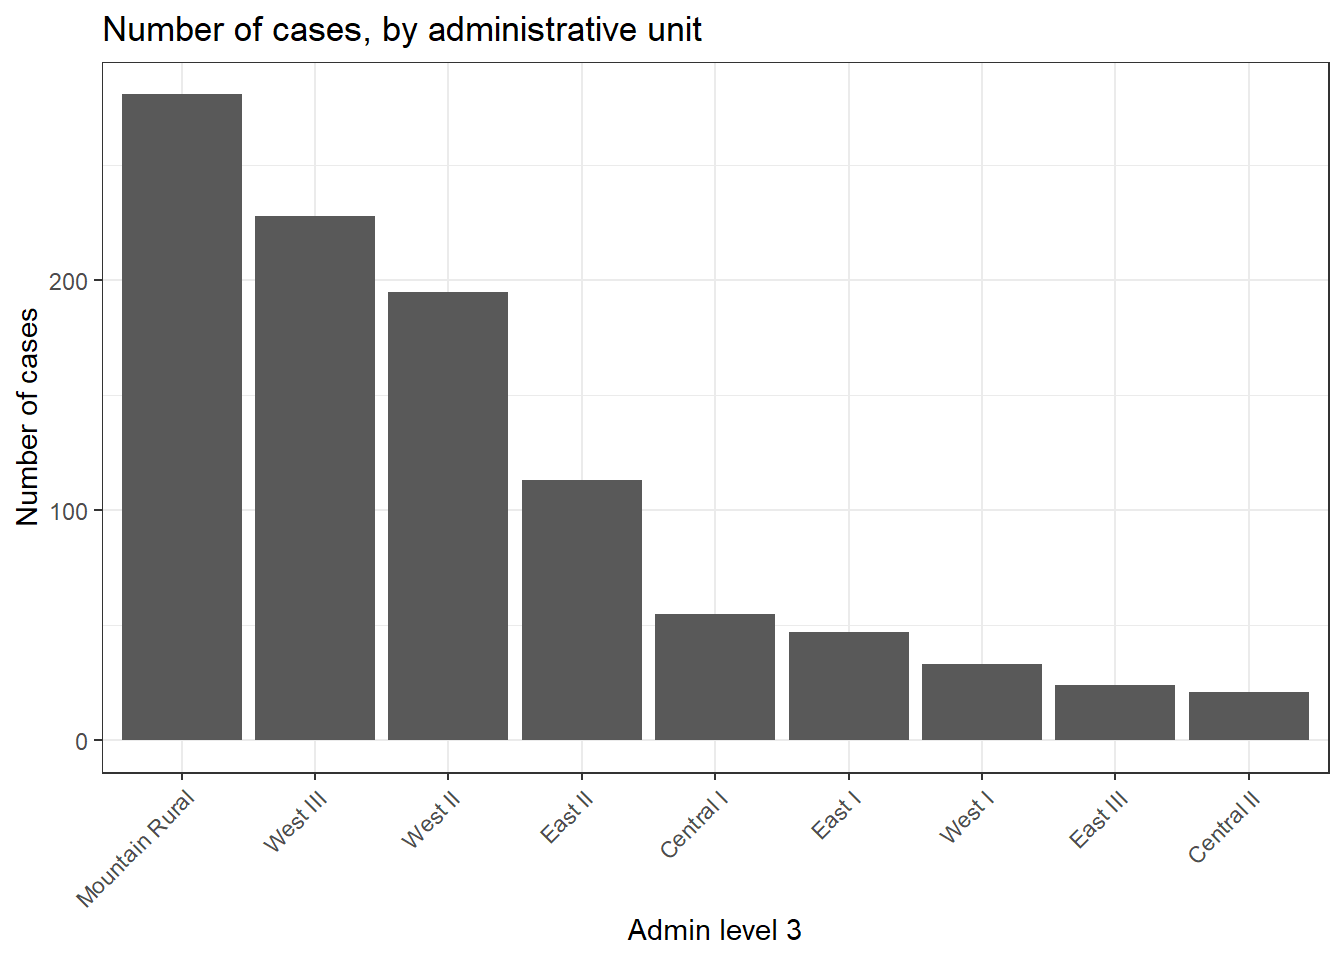 Number of cases, by administrative unit
Number of cases
200
100
0
Mountain Rural
West III
West II
East II
Central I
East I
West I
East III
Central II
Admin level 3